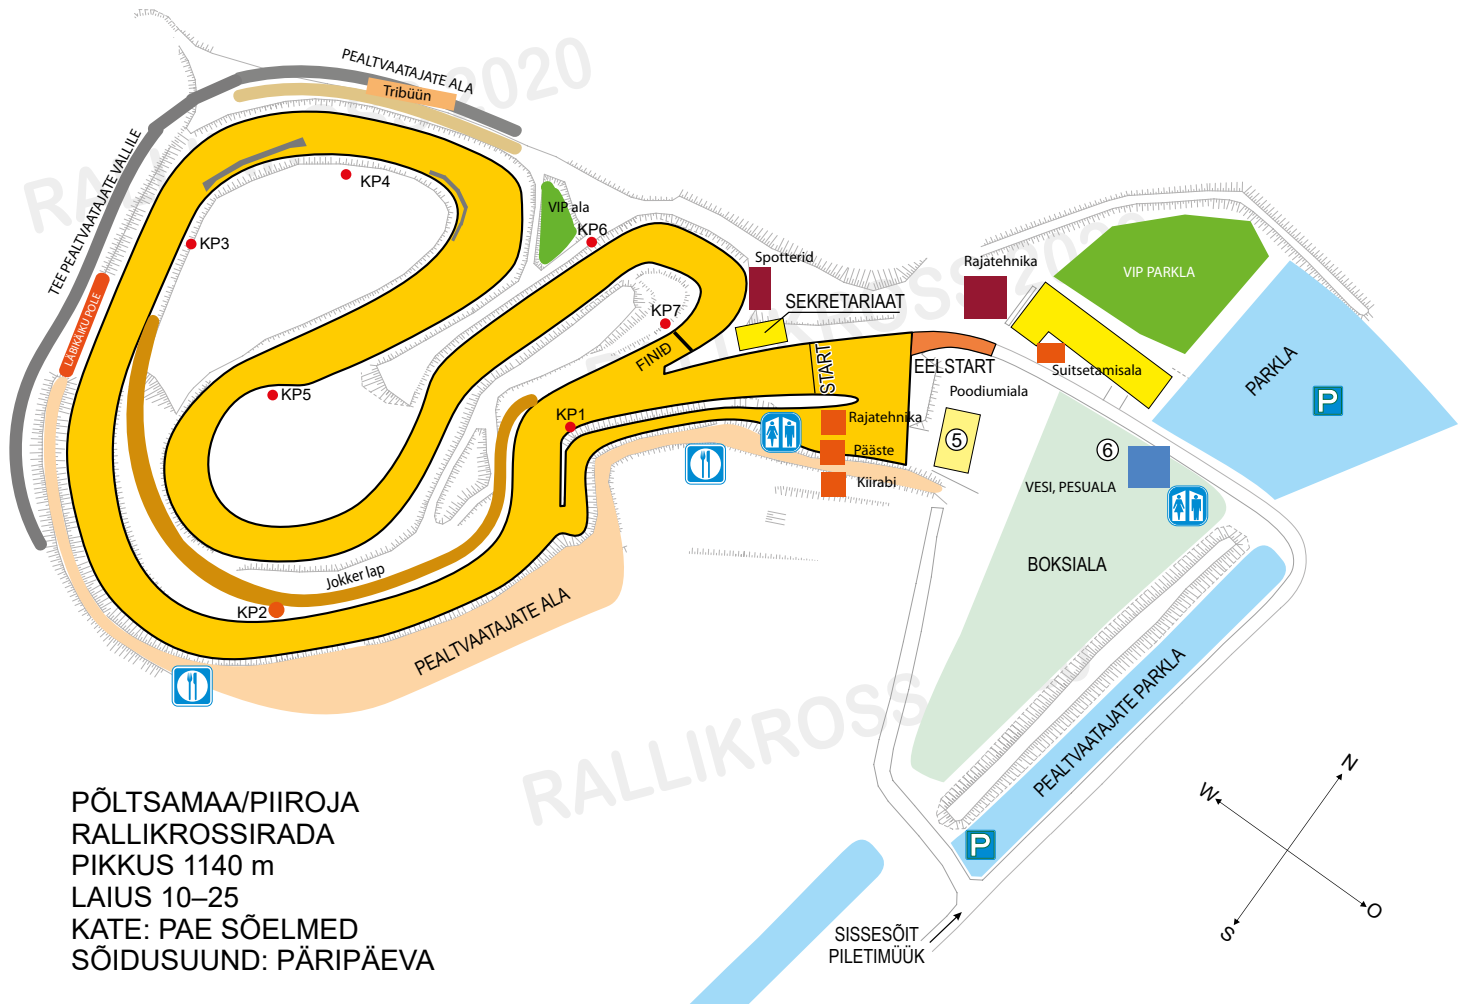 PEALTVAATAJATE ALA
Tribüün
TEE PEALTVAATAJATE VALLILE
LÄBIKÄIKU POLE
KP4
KP3
VIP ala
KP6
Spotterid
SEKRETARIAAT
Rajatehnika
VIP PARKLA
KP7
FINIÐ
START
EELSTART
Suitsetamisala
PARKLA
P
Poodiumiala
KP5
KP1
Rajatehnika
Pääste
Kiirabi
5
6
VESI, PESUALA
BOKSIALA
Jokker lap
KP2
PEALTVAATAJATE ALA
PEALTVAATAJATE PARKLA
P
SISSESÕIT
PILETIMÜÜK
N
W
O
S
PÕLTSAMAA/PIIROJA
RALLIKROSSIRADA
PIKKUS 1140 m
LAIUS 10–25
KATE: PAE SÕELMED
SÕIDUSUUND: PÄRIPÄEVA
RALLIKROSS
2020